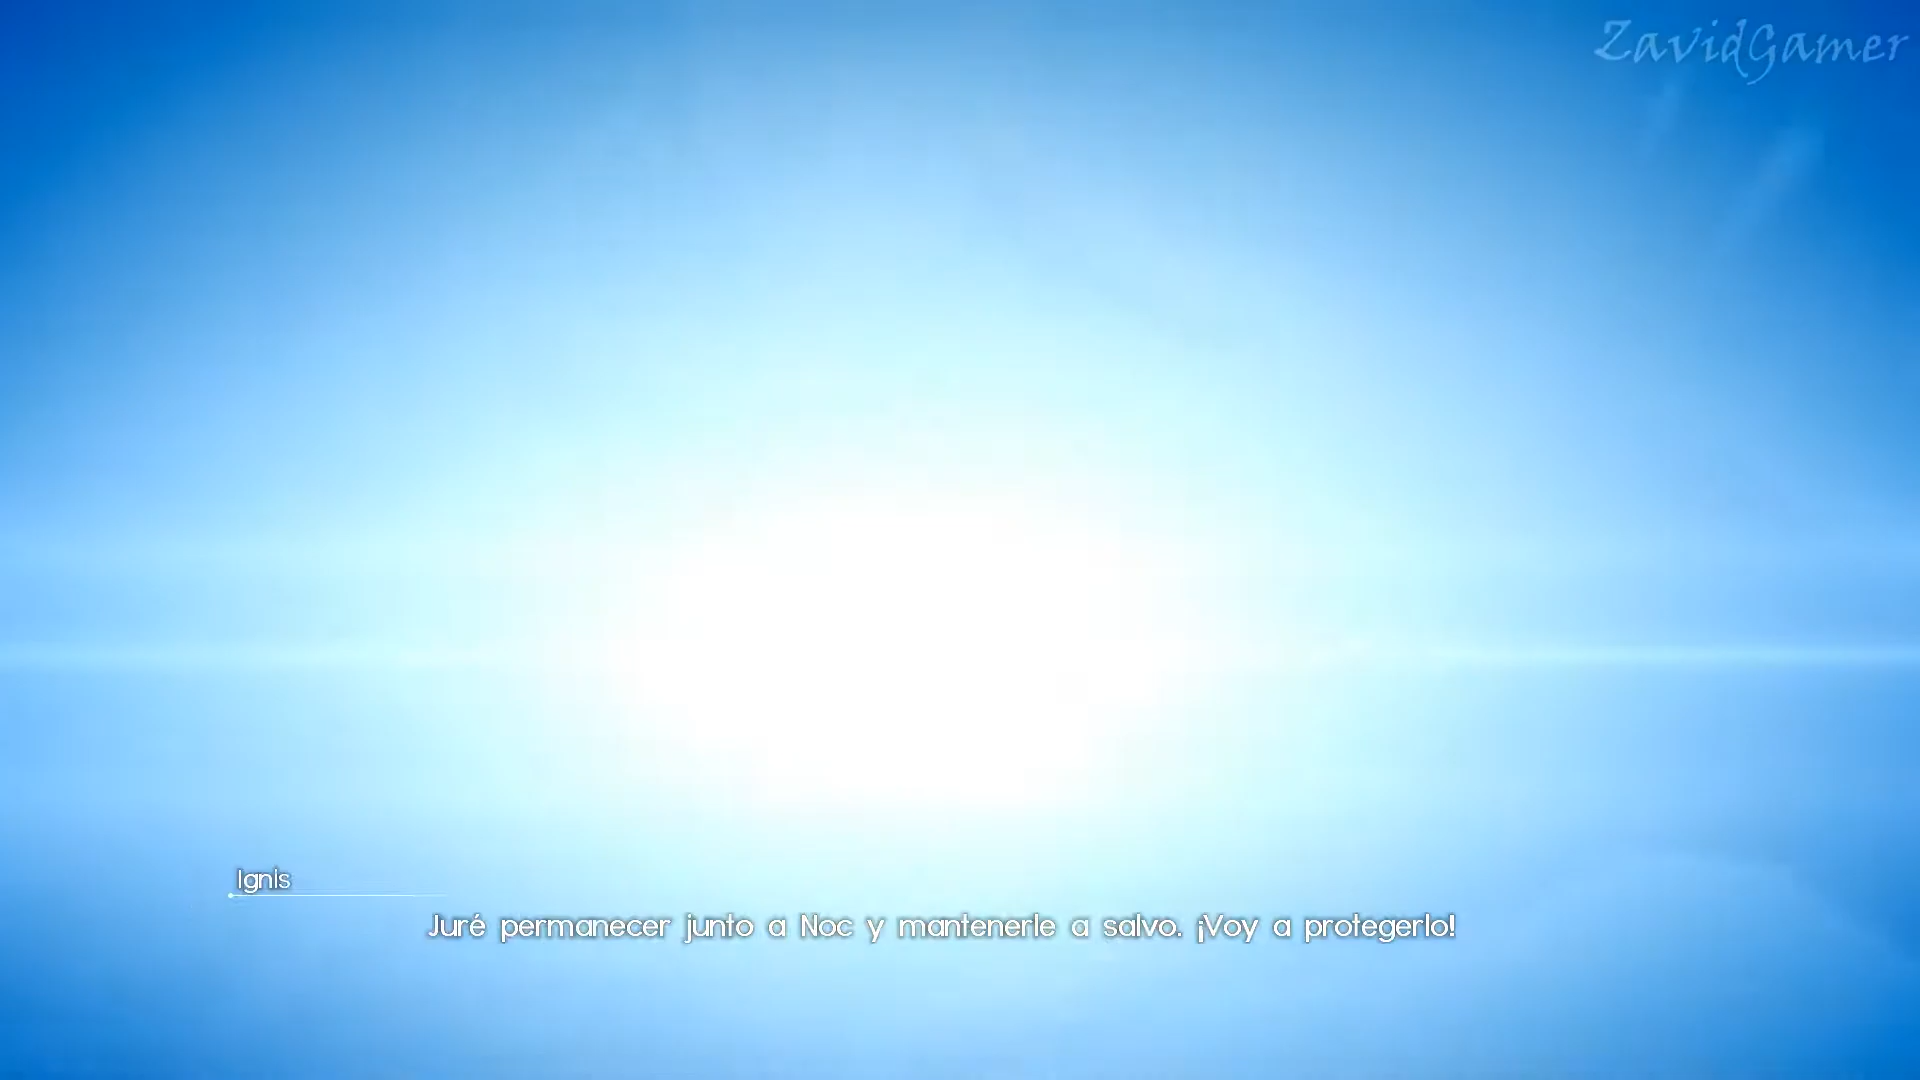 ZavidGamer
Ignis
Juré permanecer junto a Noc y mantenerle a salvo. ¡Voy a protegerlo!